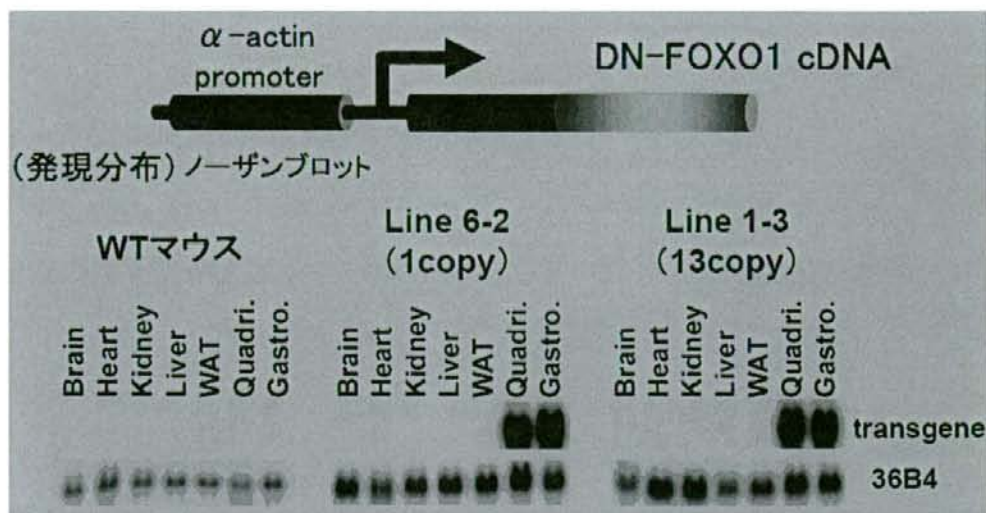 α-actin
promoter
DN-FOXO1 cDNA
(発現分布) ノーザンブロット
WTマウス
Line 6-2
(1copy)
Line 1-3
(13copy)
Brain Heart Kidney Liver WAT Quadri. Gastro.
Brain Heart Kidney Liver WAT Quadri. Gastro.
Brain Heart Kidney Liver WAT Quadri. Gastro.
transgene
36B4